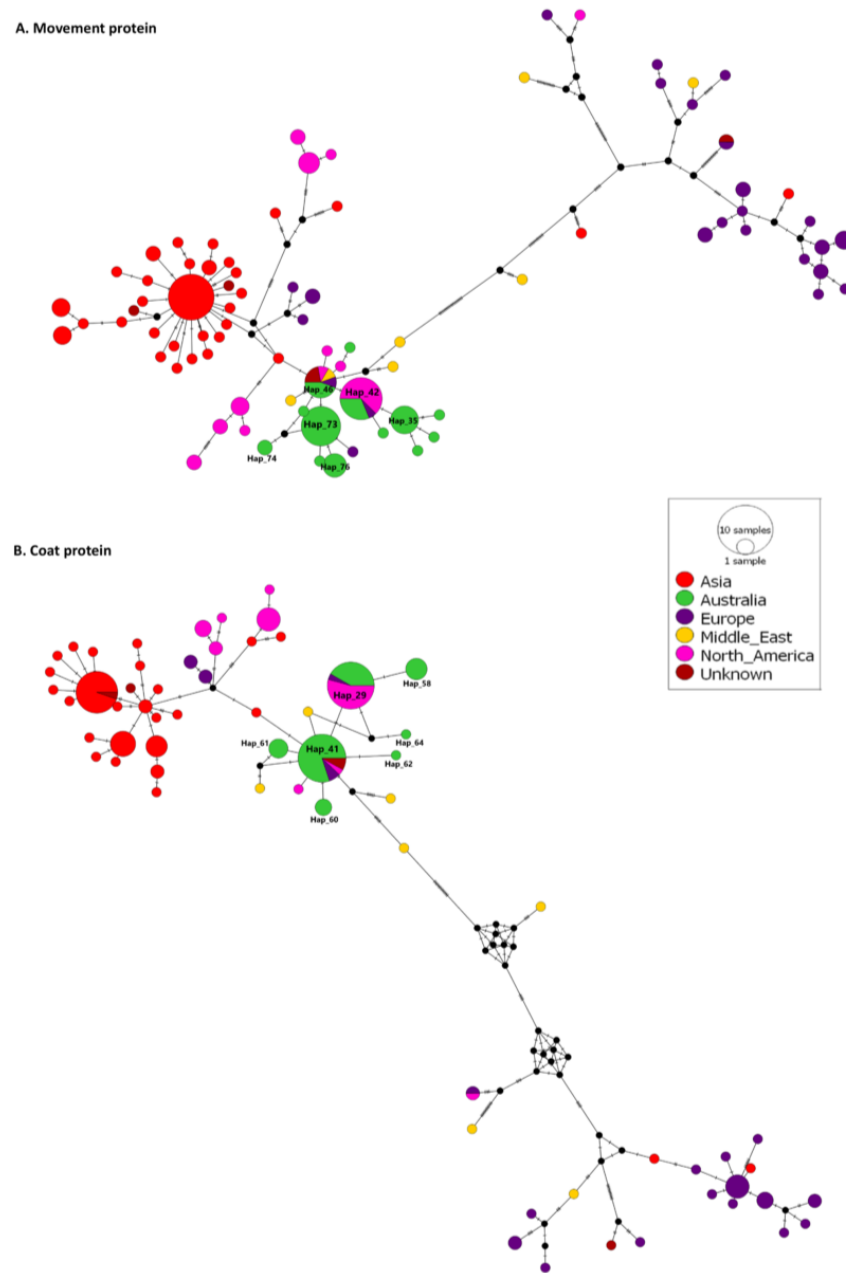 A. Movement protein
Hap_46
Hap_42
Hap_73
Hap_35
Hap_74
Hap_76
B. Coat protein
10 samples
1 sample
Asia
Australia
Europe
Middle_East
North_America
Unknown
Hap_29
Hap_58
Hap_61
Hap_41
Hap_64
Hap_62
Hap_60